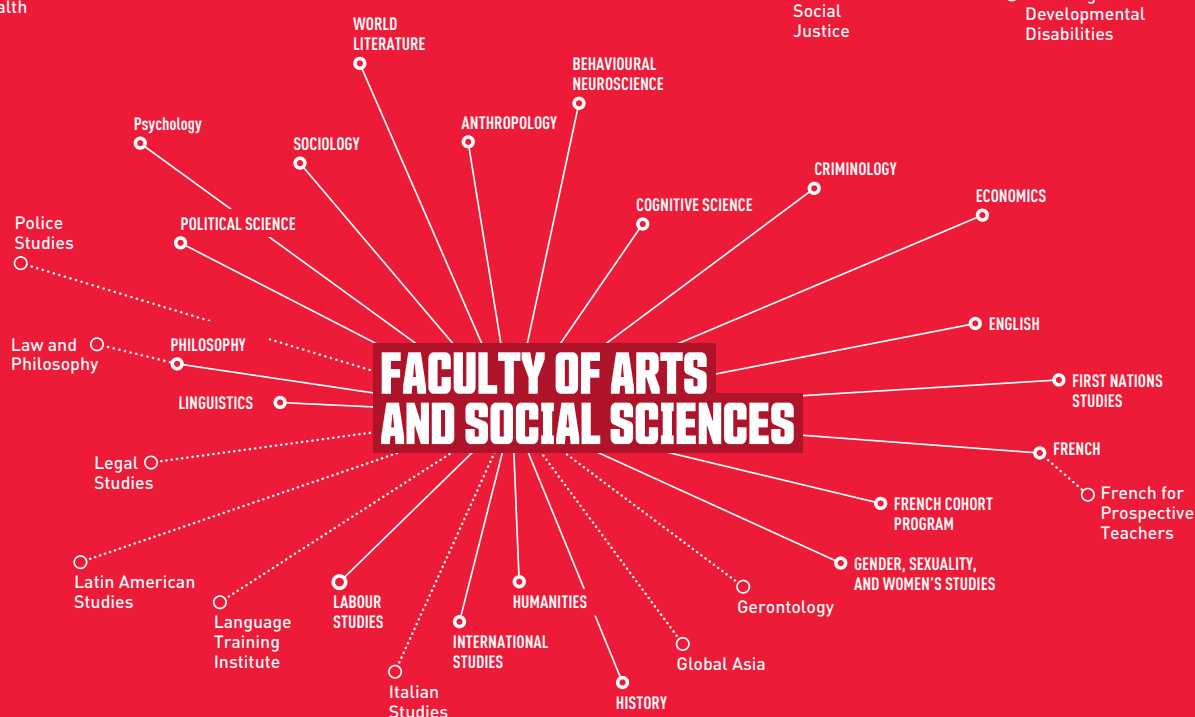 alth
Social
Justice
Developmental
Disabilities
WORLD
LITERATURE
BEHAVIOURAL
NEUROSCIENCE
Psychology
SOCIOLOGY
ANTHROPOLOGY
CRIMINOLOGY
ECONOMICS
COGNITIVE SCIENCE
POLITICAL SCIENCE
Police
Studies
ENGLISH
Law and
Philosophy
PHILOSOPHY
FACULTY OF ARTS
AND SOCIAL SCIENCES
FIRST NATIONS
STUDIES
LINGUISTICS
FRENCH
Legal
Studies
French for
Prospective
Teachers
FRENCH COHORT
PROGRAM
GENDER, SEXUALITY,
AND WOMEN'S STUDIES
Latin American
Studies
Language
Training
Institute
LABOUR
STUDIES
HUMANITIES
Gerontology
INTERNATIONAL
STUDIES
Global Asia
Italian
Studies
HISTORY